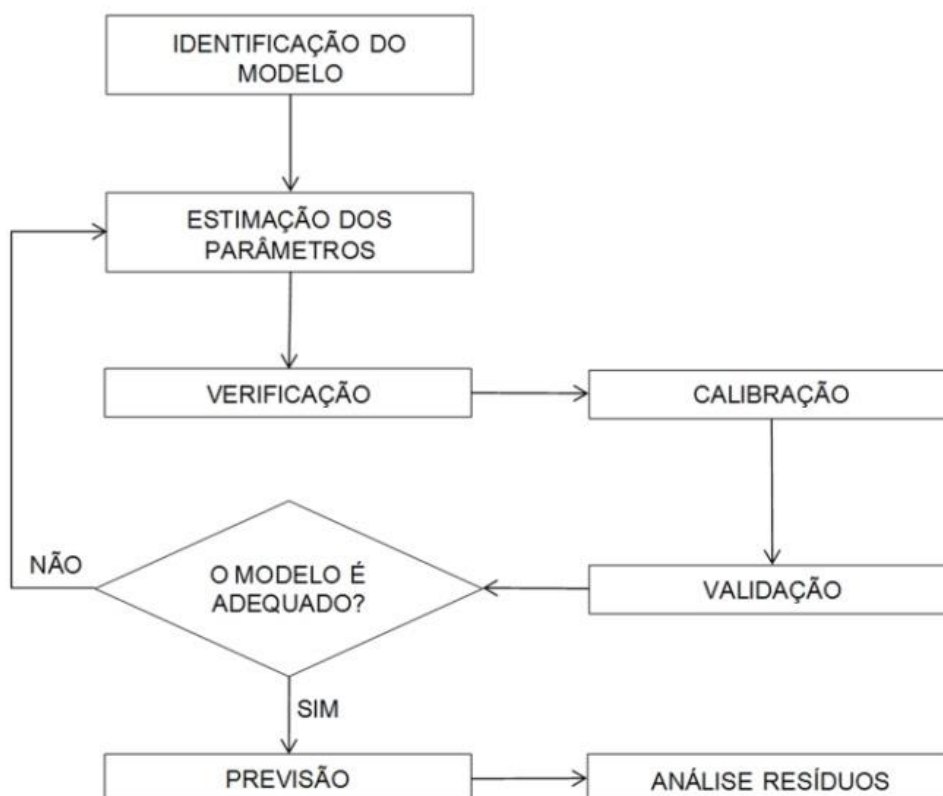 IDENTIFICAÇÃO DO
MODELO
ESTIMAÇÃO DOS
PARÂMETROS
VERIFICAÇÃO
CALIBRAÇÃO
VALIDAÇÃO
O MODELO É
ADEQUADO?
NÃO
SIM
PREVISÃO
ANÁLISE RESÍDUOS